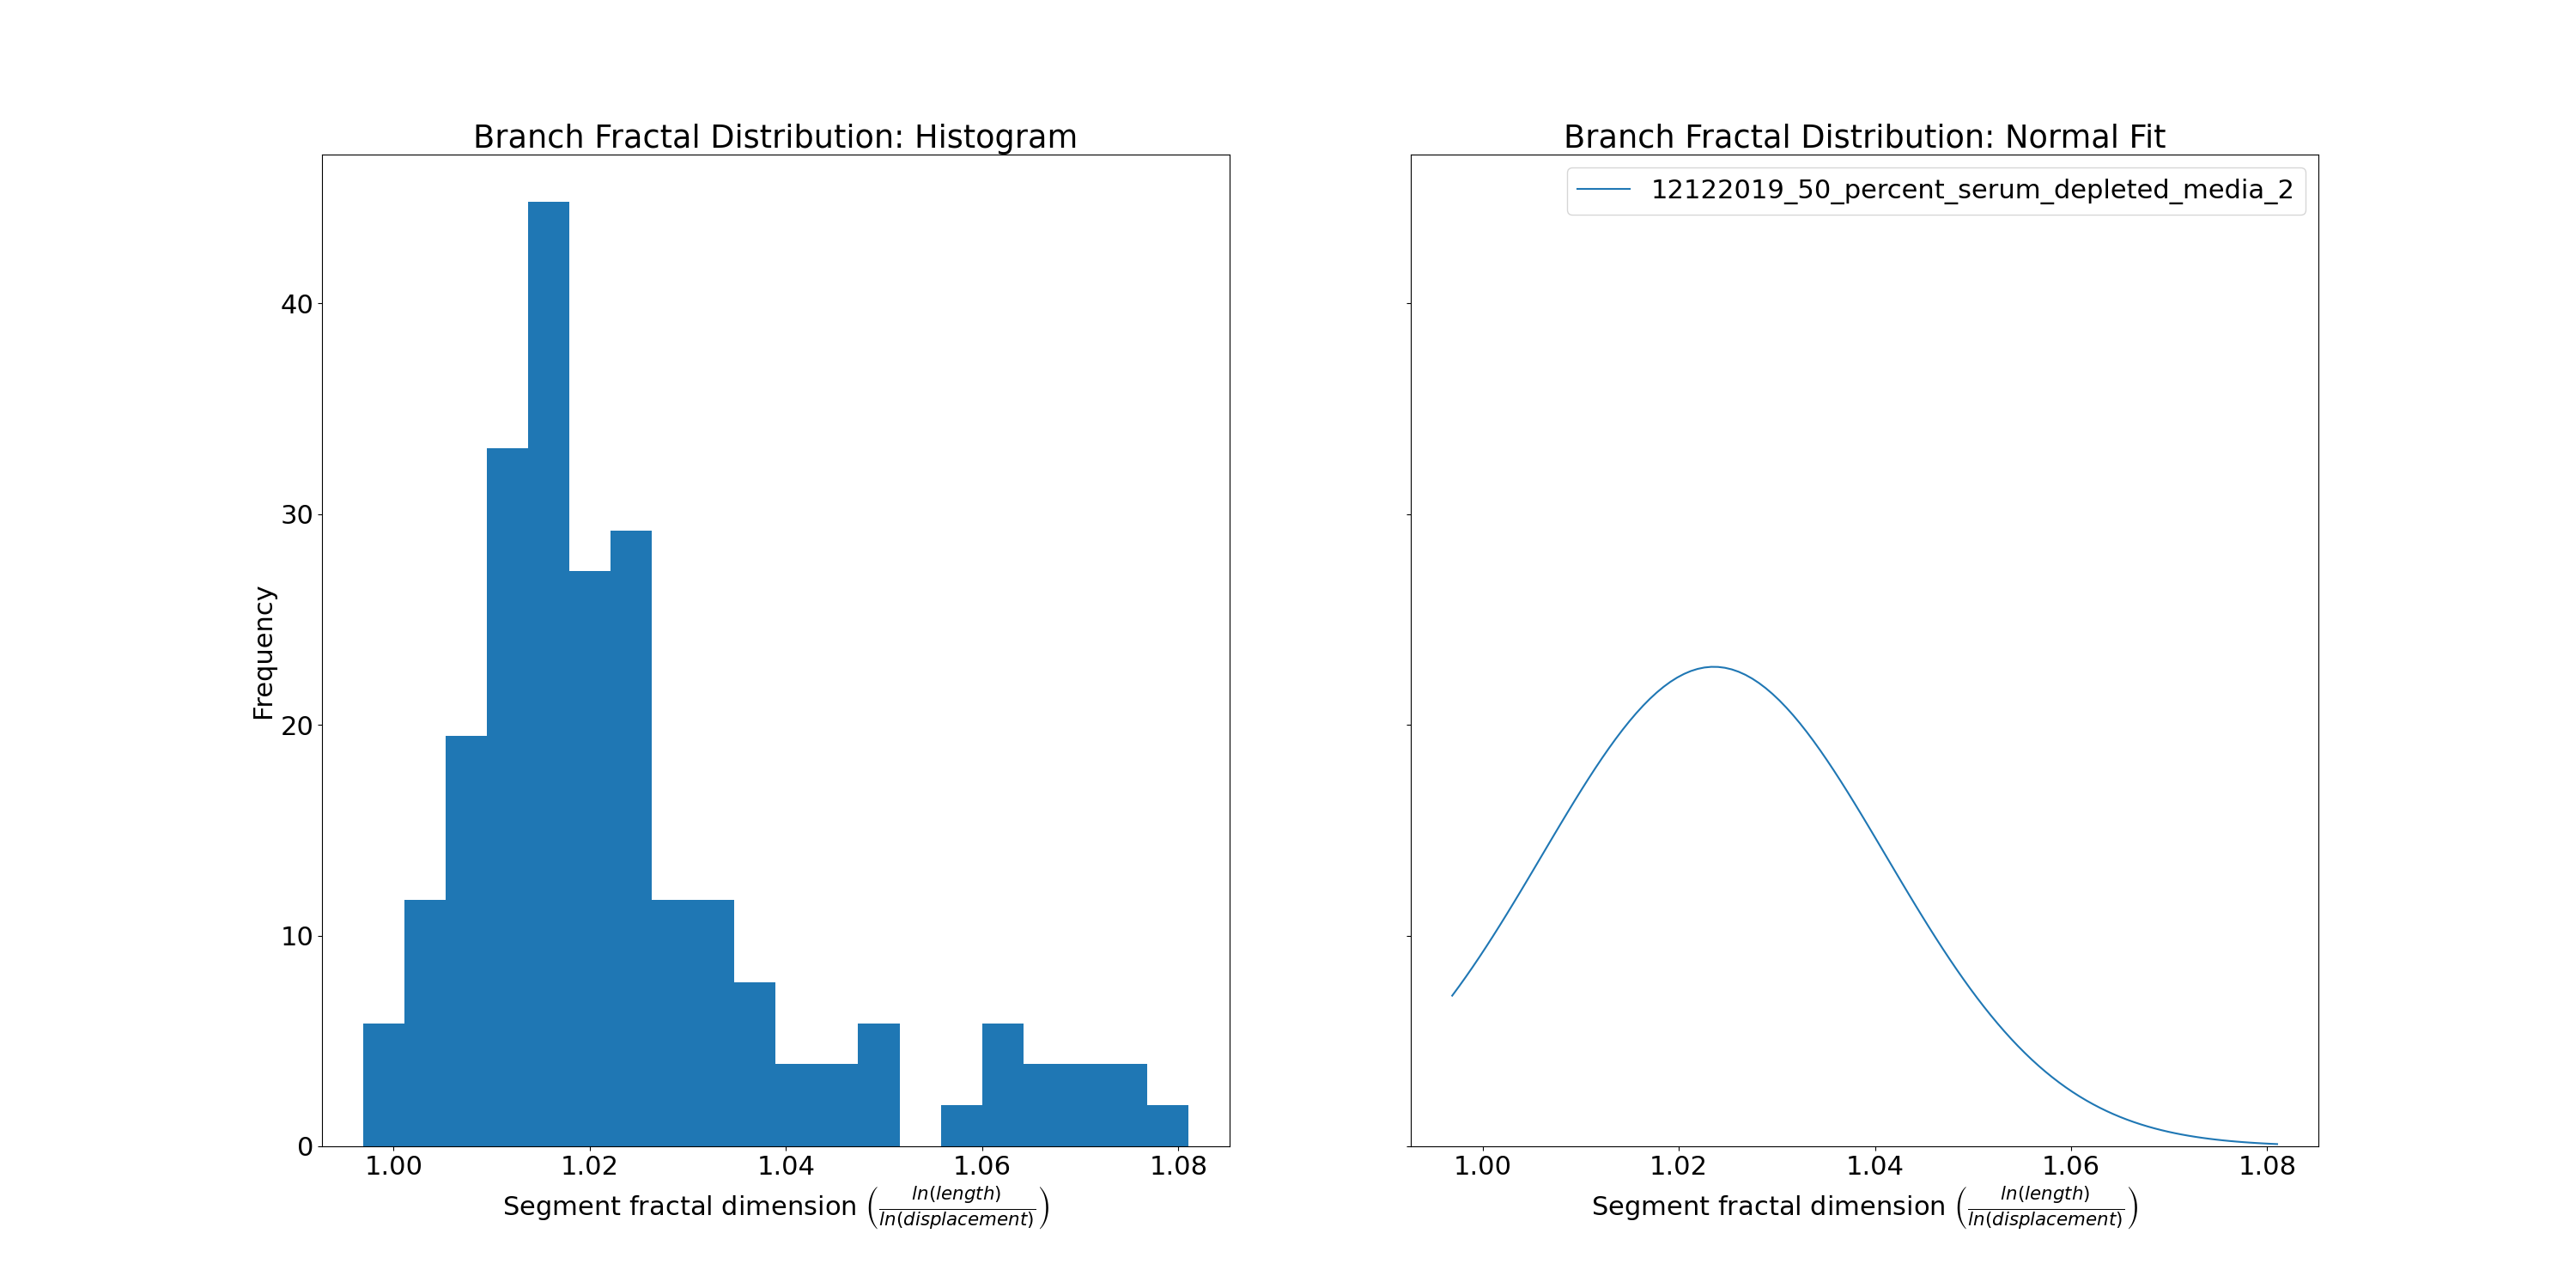 Branch Fractal Distribution: Histogram
Frequency
40
30
20
10
0
1.00 1.02 1.04 1.06 1.08
Segment fractal dimension (ln(length)/ln(displacement))
Branch Fractal Distribution: Normal Fit
12122019_50_percent_serum_depleted_media_2
1.00 1.02 1.04 1.06 1.08
Segment fractal dimension (ln(length)/ln(displacement))